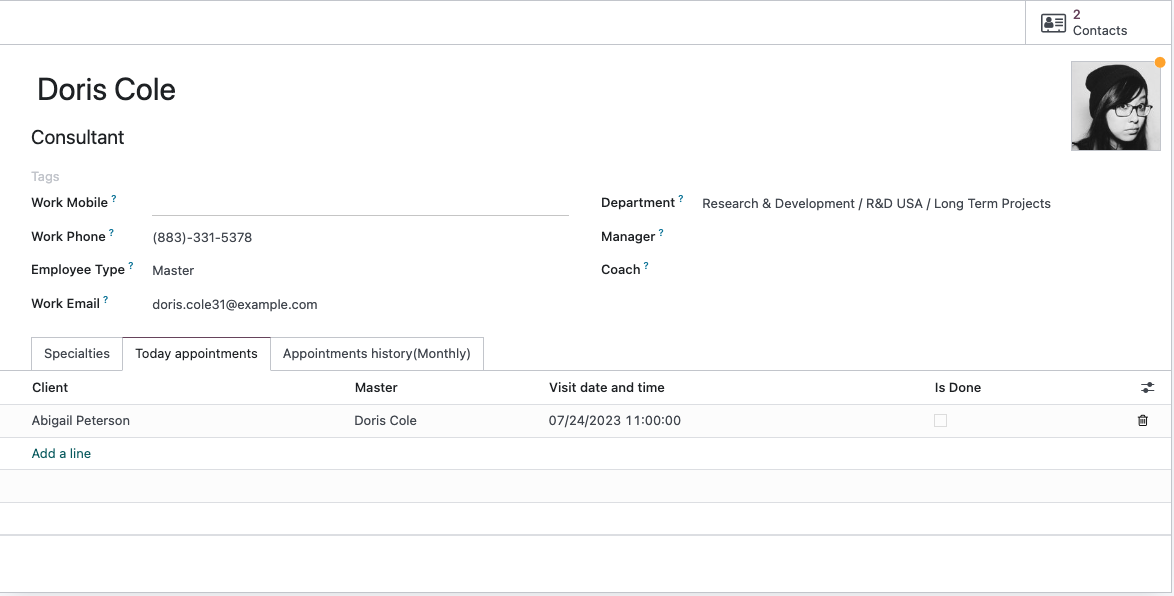 2
Contacts
Doris Cole
Consultant
Tags
Work Mobile ?
Department ? Research & Development / R&D USA / Long Term Projects
Work Phone ? (883)-331-5378
Manager ?
Employee Type ? Master
Coach ?
Work Email ? doris.cole31@example.com
Specialties Today appointments Appointments history(Monthly)
Client Master Visit date and time Is Done
Abigail Peterson Doris Cole 07/24/2023 11:00:00
Add a line